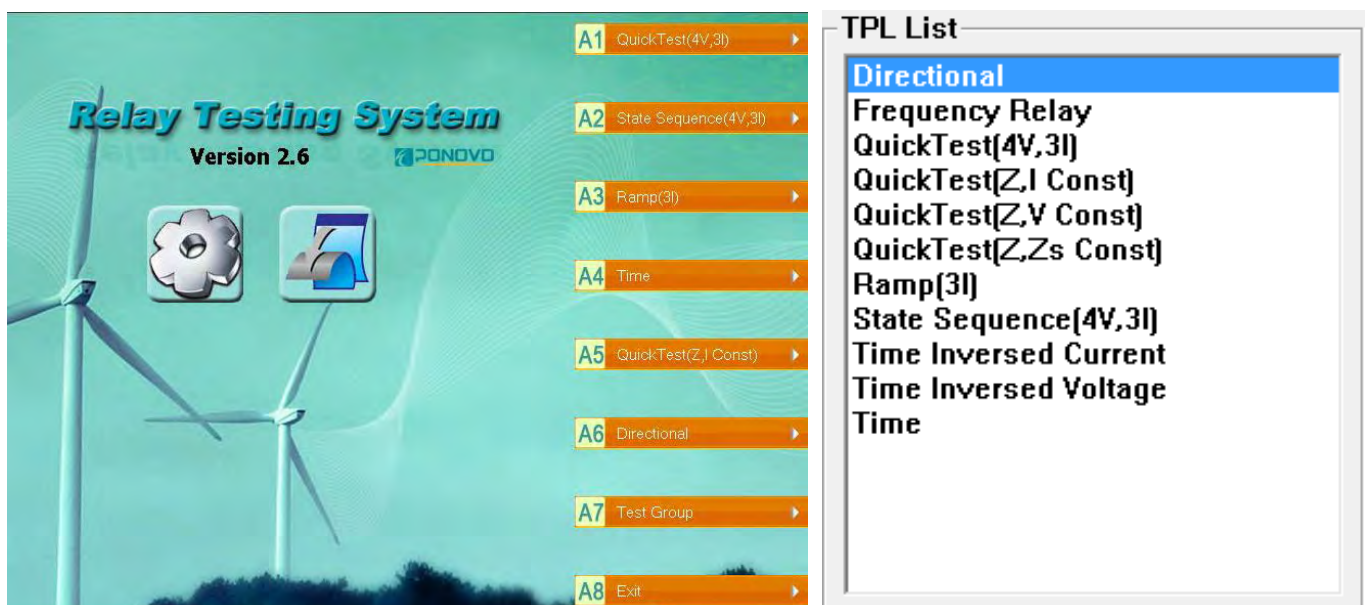 Relay Testing System
Version 2.6
PONOVO
A1 QuickTest(4V,3I)
A2 State Sequence(4V,3I)
A3 Ramp(3I)
A4 Time
A5 QuickTest(Z,I Const)
A6 Directional
A7 Test Group
A8 Exit
TPL List
Directional
Frequency Relay
QuickTest(4V,3I)
QuickTest(Z,I Const)
QuickTest(Z,V Const)
QuickTest(Z,Zs Const)
Ramp(3I)
State Sequence(4V,3I)
Time Inversed Current
Time Inversed Voltage
Time